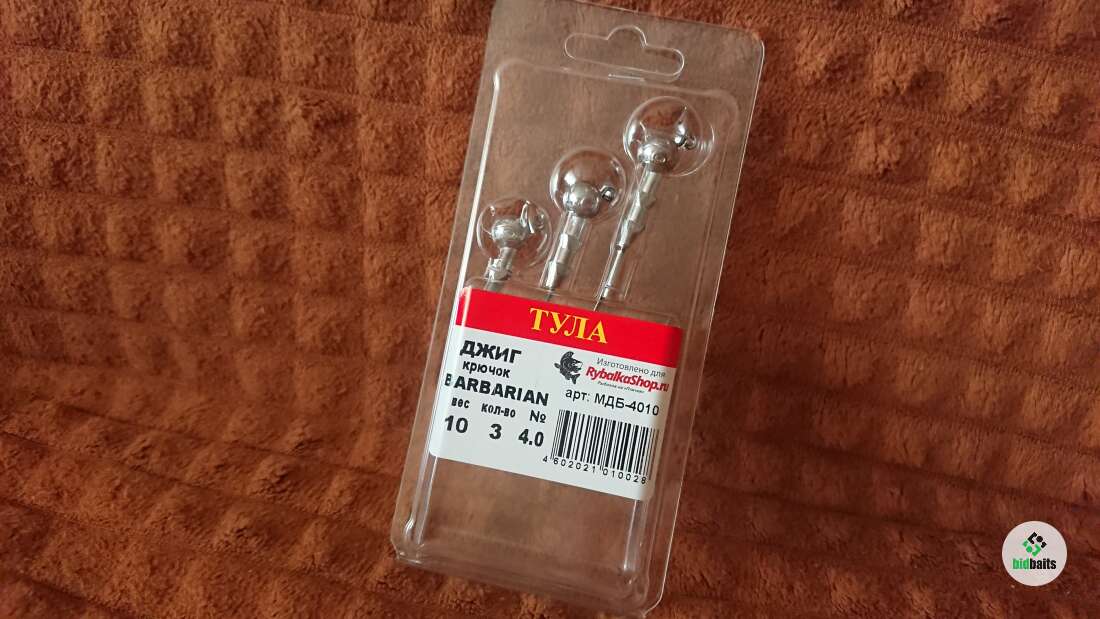 ТУЛА
ДЖИГ
крючок
BARBARIAN
вес кол-во №
10 3 4.0
Изготовлено для
RybalkaShop.ru
арт: МДБ-4010
4602021010028
bidbaits